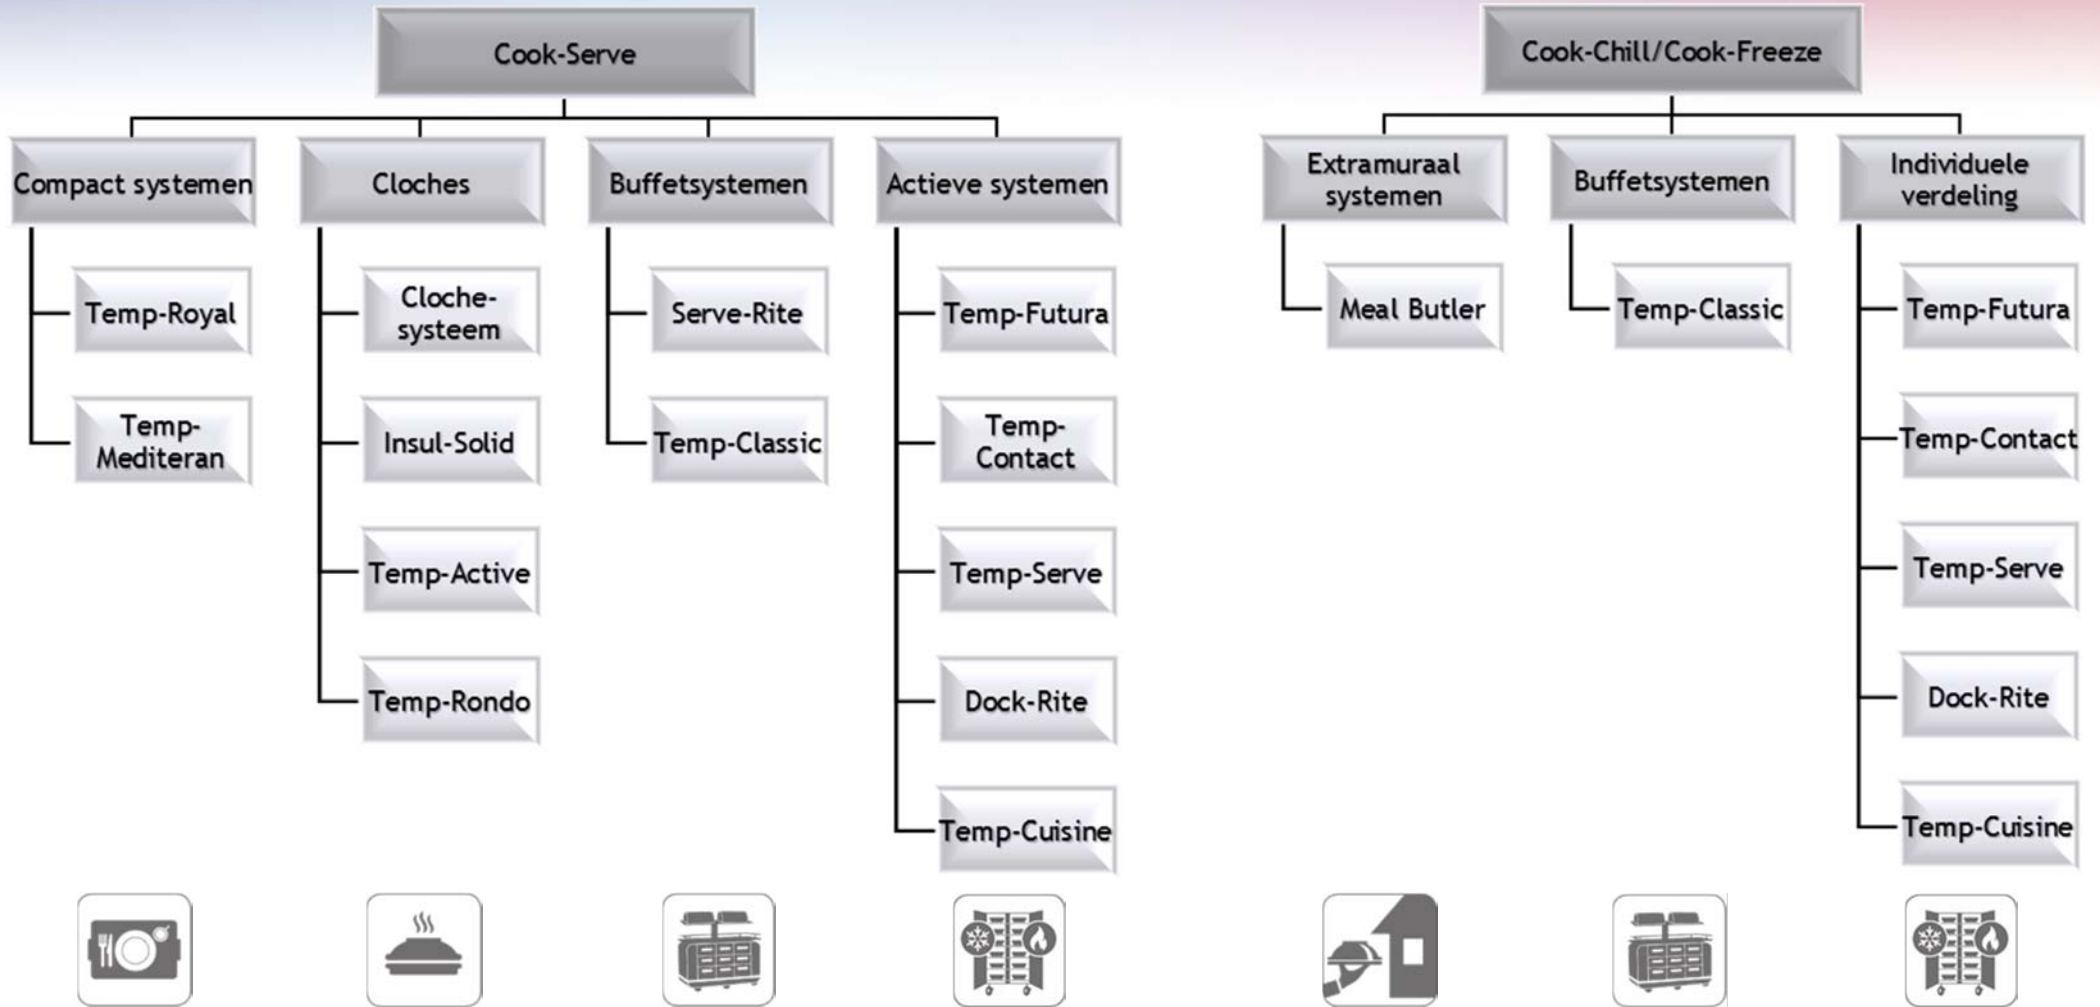 Cook-Serve
Compact systemen
Temp-Royal
Temp-
Mediteran
Cloches
Cloche-
systeem
Insul-Solid
Temp-Active
Temp-Rondo
Buffetsystemen
Serve-Rite
Temp-Classic
Actieve systemen
Temp-Futura
Temp-
Contact
Temp-Serve
Dock-Rite
Temp-Cuisine
Cook-Chill/Cook-Freeze
Extramuraal
systemen
Meal Butler
Buffetsystemen
Temp-Classic
Individuele
verdeling
Temp-Futura
Temp-Contact
Temp-Serve
Dock-Rite
Temp-Cuisine